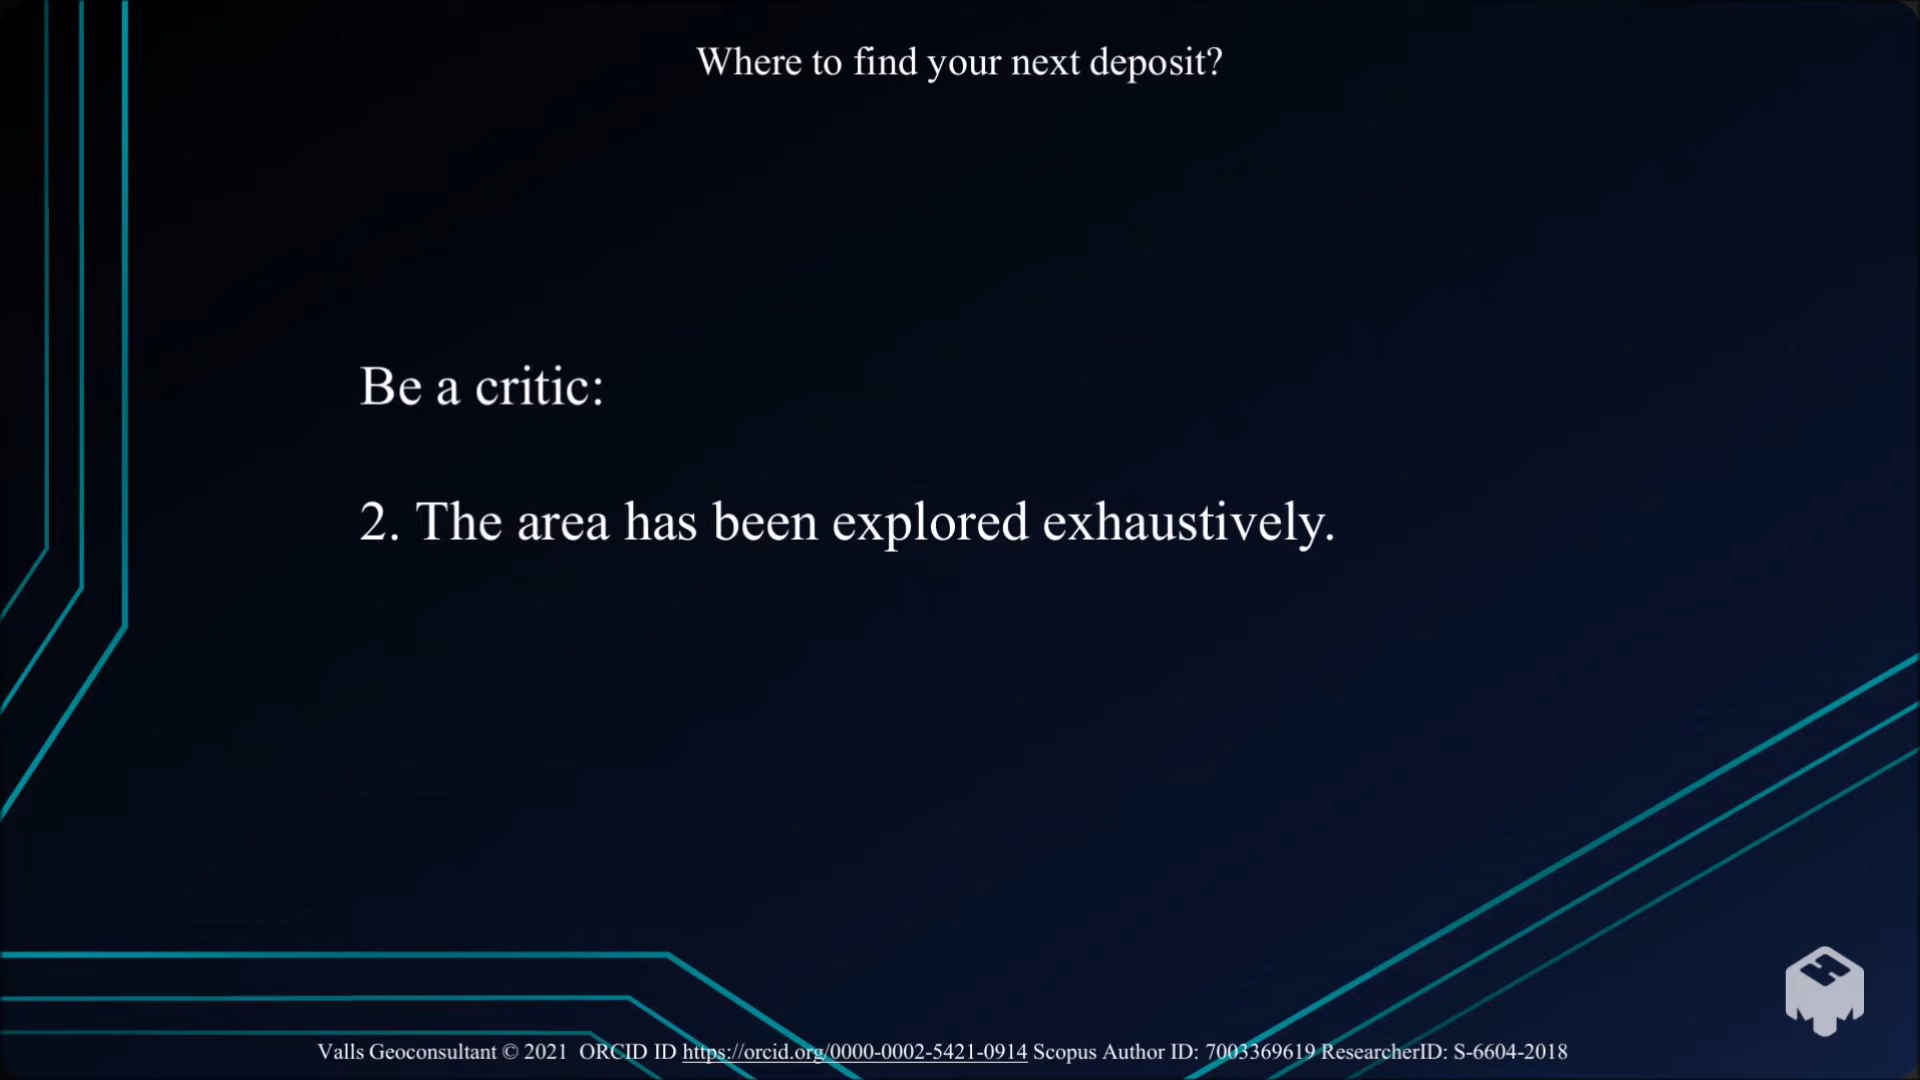 Where to find your next deposit?
Be a critic:
2. The area has been explored exhaustively.
Valls Geoconsultant © 2021 ORCID ID https://orcid.org/0000-0002-5421-0914 Scopus Author ID: 7003369619 ResearcherID: S-6604-2018